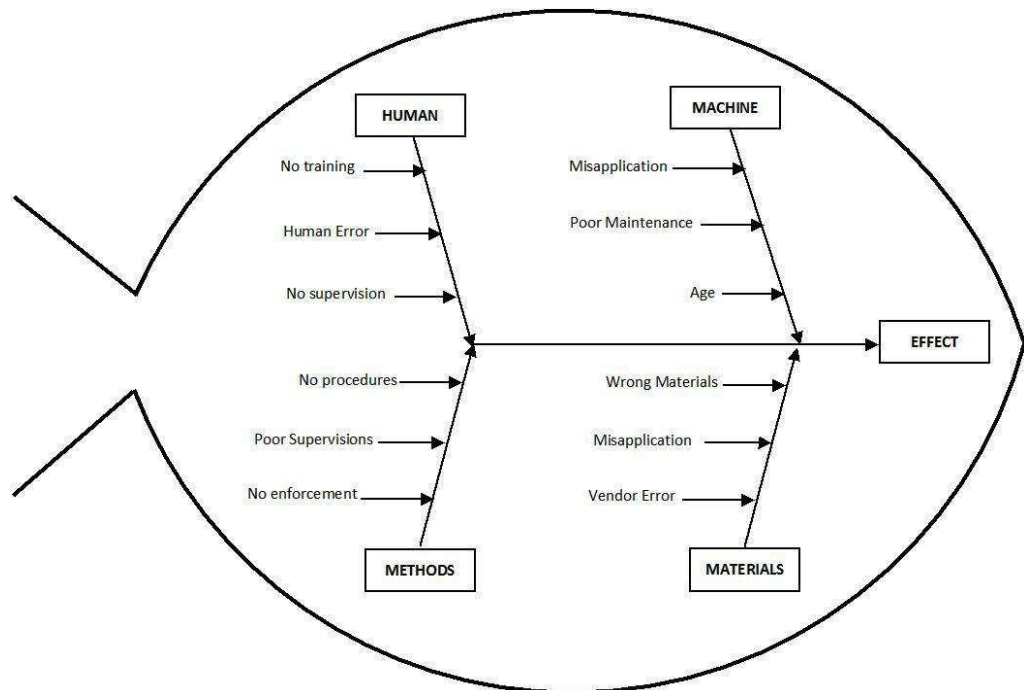 HUMAN
No training
Human Error
No supervision
MACHINE
Misapplication
Poor Maintenance
Age
EFFECT
No procedures
Poor Supervisions
No enforcement
METHODS
Wrong Materials
Misapplication
Vendor Error
MATERIALS